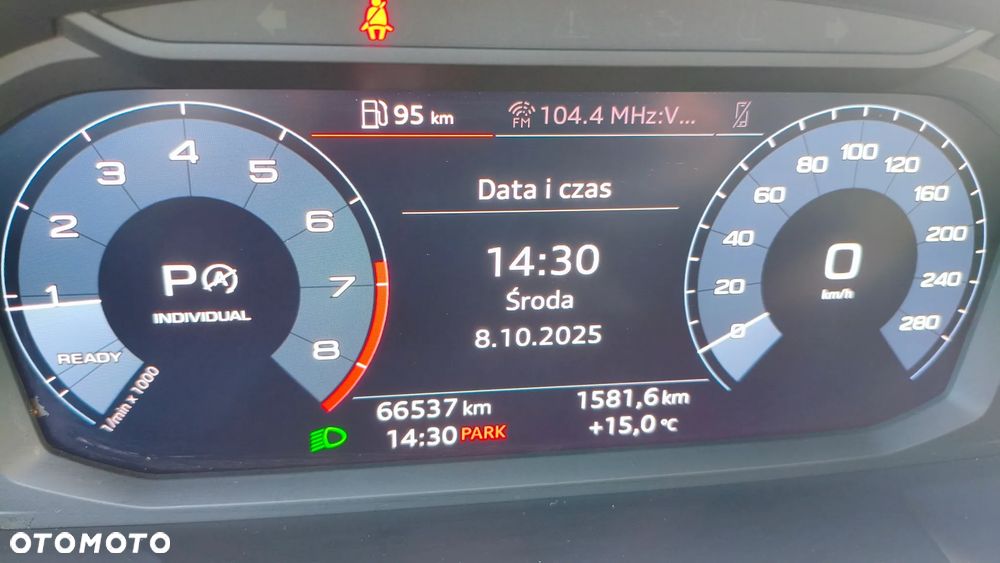 95 km
FM
104.4 MHz:V...
Data i czas
14:30
Środa
8.10.2025
66537 km
1581,6 km
14:30 PARK
+15,0 °C
1
2
3
4
5
6
7
8
READY
1/min x 1000
P A
INDIVIDUAL
0
20
40
60
80
100
120
160
200
240
280
0
km/h
OTOMOTO